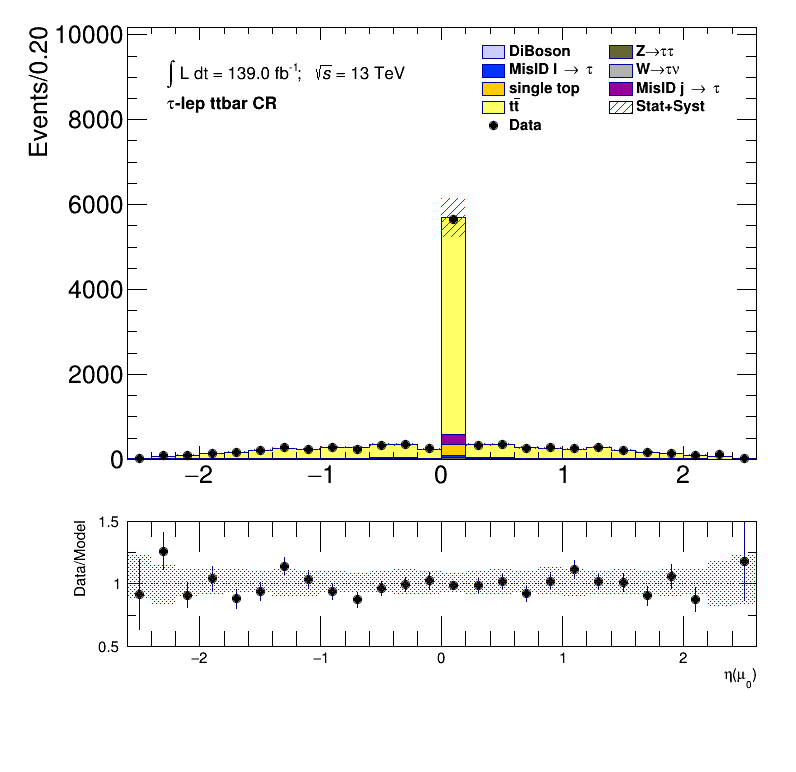 Events/0.20
10000
8000
6000
4000
2000
0
∫ L dt = 139.0 fb⁻¹; √s = 13 TeV
τ-lep ttbar CR
DiBoson
MisID l → τ
single top
tt̄
Data
Z→ττ
W→τν
MisID j → τ
Stat+Syst
−2 −1 0 1 2
Data/Model
1.5
1
0.5
−2 −1 0 1 2
η(μ₀)